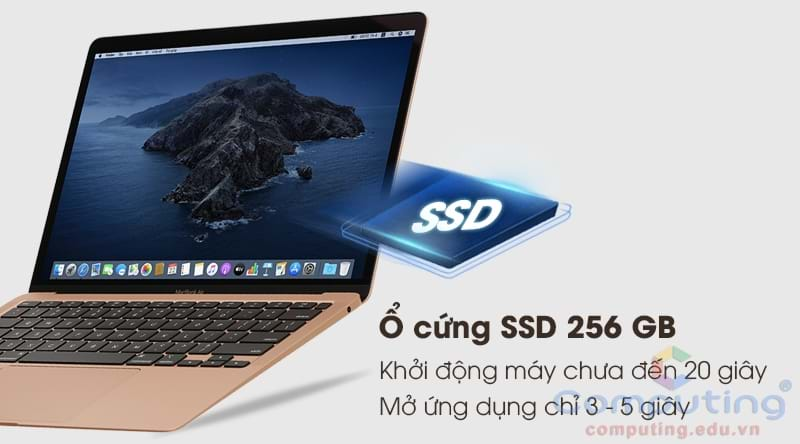 SSD
MacBook Air
Ổ cứng SSD 256 GB
Khởi động máy chưa đến 20 giây
Mở ứng dụng chỉ 3 - 5 giây
Computing
computing.edu.vn